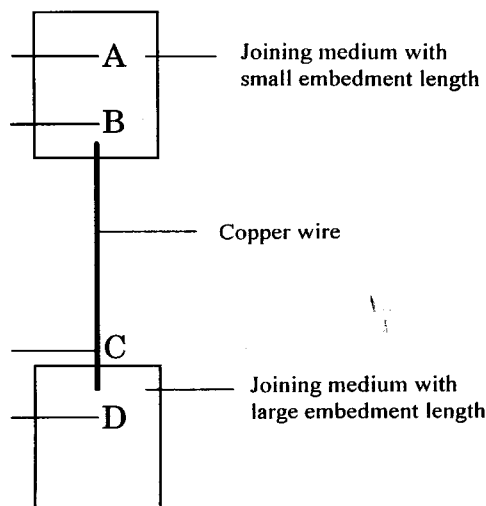 A
Joining medium with
small embedment length
B
Copper wire
C
Joining medium with
large embedment length
D